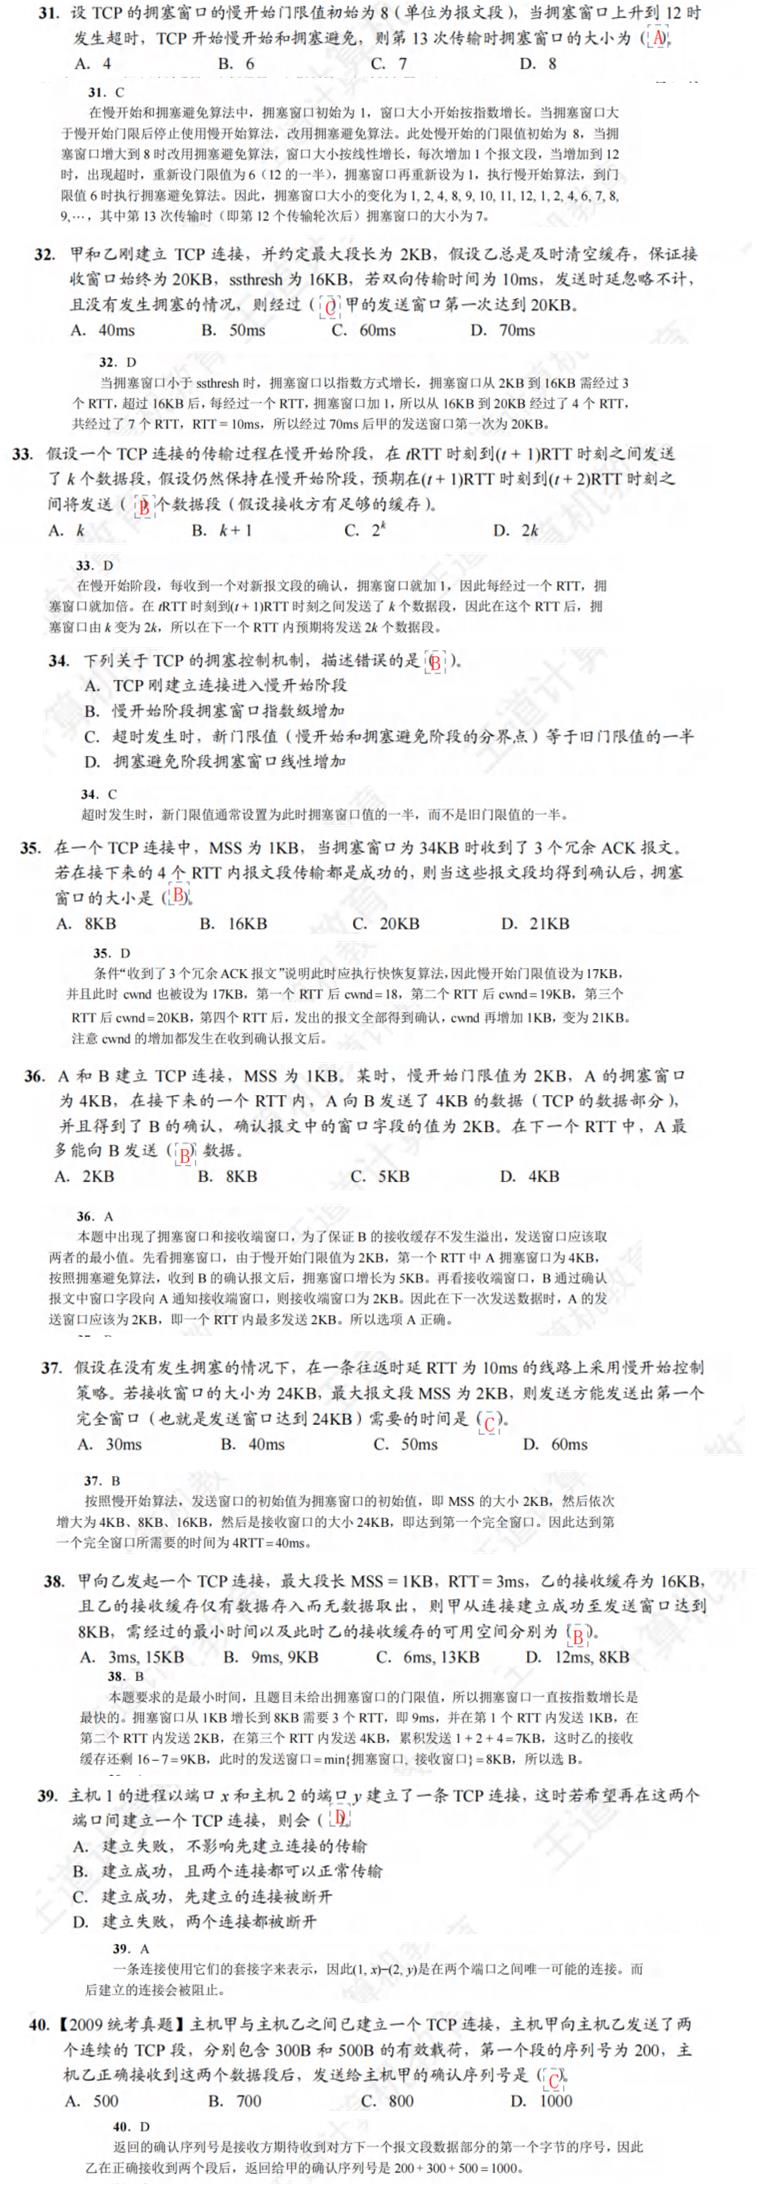 31. 设 TCP 的拥塞窗口的慢开始门限值初始为 8（单位为报文段），当拥塞窗口上升到 12 时
发生超时，TCP 开始慢开始和拥塞避免，则第 13 次传输时拥塞窗口的大小为（A）。
A. 4 B. 6 C. 7 D. 8
31. C
在慢开始和拥塞避免算法中，拥塞窗口初始为 1，窗口大小开始按指数增长。当拥塞窗口大
于慢开始门限后停止使用慢开始算法，改用拥塞避免算法。此处慢开始的门限值初始为 8，当拥
塞窗口增大到 8 时改用拥塞避免算法，窗口大小按线性增长，每次增加 1 个报文段，当增加到 12
时，出现超时，重新设门限值为 6（12 的一半），拥塞窗口再重新设为 1，执行慢开始算法，到门
限值 6 时执行拥塞避免算法。因此，拥塞窗口大小的变化为 1, 2, 4, 8, 9, 10, 11, 12, 1, 2, 4, 6, 7, 8,
9,…，其中第 13 次传输时（即第 12 个传输轮次后）拥塞窗口的大小为 7。
32. 甲和乙刚建立 TCP 连接，并约定最大段长为 2KB，假设乙总是及时清空缓存，保证接
收窗口始终为 20KB，ssthresh 为 16KB，若双向传输时间为 10ms，发送时延忽略不计，
且没有发生拥塞的情况，则经过（C）甲的发送窗口第一次达到 20KB。
A. 40ms B. 50ms C. 60ms D. 70ms
32. D
当拥塞窗口小于 ssthresh 时，拥塞窗口以指数方式增长，拥塞窗口从 2KB 到 16KB 需经过 3
个 RTT，超过 16KB 后，每经过一个 RTT，拥塞窗口加 1，所以从 16KB 到 20KB 经过了 4 个 RTT，
共经过了 7 个 RTT，RTT = 10ms，所以经过 70ms 后甲的发送窗口第一次为 20KB。
33. 假设一个 TCP 连接的传输过程在慢开始阶段，在 tRTT 时刻到(t + 1)RTT 时刻之间发送
了 k 个数据段，假设仍然保持在慢开始阶段，预期在(t + 1)RTT 时刻到(t + 2)RTT 时刻之
间将发送（B）个数据段（假设接收方有足够的缓存）。
A. k B. k + 1 C. 2^k D. 2k
33. D
在慢开始阶段，每收到一个对新报文段的确认，拥塞窗口就加 1，因此每经过一个 RTT，拥
塞窗口就加倍。在 tRTT 时刻到(t + 1)RTT 时刻之间发送了 k 个数据段，因此在这个 RTT 后，拥
塞窗口由 k 变为 2k，所以在下一个 RTT 内预期将发送 2k 个数据段。
34. 下列关于 TCP 的拥塞控制机制，描述错误的是（B）。
A. TCP 刚建立连接进入慢开始阶段
B. 慢开始阶段拥塞窗口指数级增加
C. 超时发生时，新门限值（慢开始和拥塞避免阶段的分界点）等于旧门限值的一半
D. 拥塞避免阶段拥塞窗口线性增加
34. C
超时发生时，新门限值通常设置为此时拥塞窗口值的一半，而不是旧门限值的一半。
35. 在一个 TCP 连接中，MSS 为 1KB，当拥塞窗口为 34KB 时收到了 3 个冗余 ACK 报文。
若在接下来的 4 个 RTT 内报文段传输都是成功的，则当这些报文段均得到确认后，拥塞
窗口的大小是（B）。
A. 8KB B. 16KB C. 20KB D. 21KB
35. D
条件“收到了 3 个冗余 ACK 报文”说明此时应执行快恢复算法，因此慢开始门限值设为 17KB，
并且此时 cwnd 也被设为 17KB，第一个 RTT 后 cwnd = 18，第二个 RTT 后 cwnd = 19KB，第三个
RTT 后 cwnd = 20KB，第四个 RTT 后，发出的报文全部得到确认，cwnd 再增加 1KB，变为 21KB。
注意 cwnd 的增加都发生在收到确认报文后。
36. A 和 B 建立 TCP 连接，MSS 为 1KB。某时，慢开始门限值为 2KB，A 的拥塞窗口
为 4KB，在接下来的一个 RTT 内，A 向 B 发送了 4KB 的数据（TCP 的数据部分），
并且得到了 B 的确认，确认报文中的窗口字段的值为 2KB。在下一个 RTT 中，A 最
多能向 B 发送（B）数据。
A. 2KB B. 8KB C. 5KB D. 4KB
36. A
本题中出现了拥塞窗口和接收端窗口，为了保证 B 的接收缓存不发生溢出，发送窗口应该取
两者的最小值。先看拥塞窗口，由于慢开始门限值为 2KB，第一个 RTT 中 A 拥塞窗口为 4KB，
按照拥塞避免算法，收到 B 的确认报文后，拥塞窗口增长为 5KB。再看接收端窗口，B 通过确认
报文中窗口字段向 A 通知接收端窗口，则接收端窗口为 2KB。因此在下一次发送数据时，A 的发
送窗口应该为 2KB，即一个 RTT 内最多发送 2KB。所以选项 A 正确。
37. 假设在没有发生拥塞的情况下，在一条往返时延 RTT 为 10ms 的线路上采用慢开始控制
策略。若接收窗口的大小为 24KB，最大报文段 MSS 为 2KB，则发送方能发送出第一个
完全窗口（也就是发送窗口达到 24KB）需要的时间是（C）。
A. 30ms B. 40ms C. 50ms D. 60ms
37. B
按照慢开始算法，发送窗口的初始值为拥塞窗口的初始值，即 MSS 的大小 2KB，然后依次
增大为 4KB、8KB、16KB，然后是接收窗口的大小 24KB，即达到第一个完全窗口。因此达到第
一个完全窗口所需要的时间为 4RTT = 40ms。
38. 甲向乙发起一个 TCP 连接，最大段长 MSS = 1KB，RTT = 3ms，乙的接收缓存为 16KB，
且乙的接收缓存仅有数据存入而无数据取出，则甲从连接建立成功至发送窗口达到
8KB，需经过的最小时间以及此时乙的接收缓存的可用空间分别为（B）。
A. 3ms, 15KB B. 9ms, 9KB C. 6ms, 13KB D. 12ms, 8KB
38. B
本题要求的是最小时间，且题目未给出拥塞窗口的门限值，所以拥塞窗口一直按指数增长是
最快的。拥塞窗口从 1KB 增长到 8KB 需要 3 个 RTT，即 9ms，并在第 1 个 RTT 内发送 1KB，在
第二个 RTT 内发送 2KB，在第三个 RTT 内发送 4KB，累积发送 1 + 2 + 4 = 7KB，这时乙的接收
缓存还剩 16 − 7 = 9KB，此时的发送窗口 = min{拥塞窗口, 接收窗口} = 8KB，所以选 B。
39. 主机 1 的进程以端口 x 和主机 2 的端口 y 建立了一条 TCP 连接，这时若希望再在这两个
端口间建立一个 TCP 连接，则会（D）。
A. 建立失败，不影响先建立连接的传输
B. 建立成功，且两个连接都可以正常传输
C. 建立成功，先建立的连接被断开
D. 建立失败，两个连接都被断开
39. A
一条连接使用它们的套接字来表示，因此(1, x)−(2, y)是在两个端口之间唯一可能的连接。而
后建立的连接会被阻止。
40. 【2009 统考真题】主机甲与主机乙之间已建立一个 TCP 连接，主机甲向主机乙发送了两
个连续的 TCP 段，分别包含 300B 和 500B 的有效载荷，第一个段的序列号为 200，主
机乙正确接收到这两个数据段后，发送给主机甲的确认序列号是（C）。
A. 500 B. 700 C. 800 D. 1000
40. D
返回的确认序列号是接收方期待收到对方下一个报文段数据部分的第一个字节的序号，因此
乙在正确接收到两个段后，返回给甲的确认序列号是 200 + 300 + 500 = 1000。